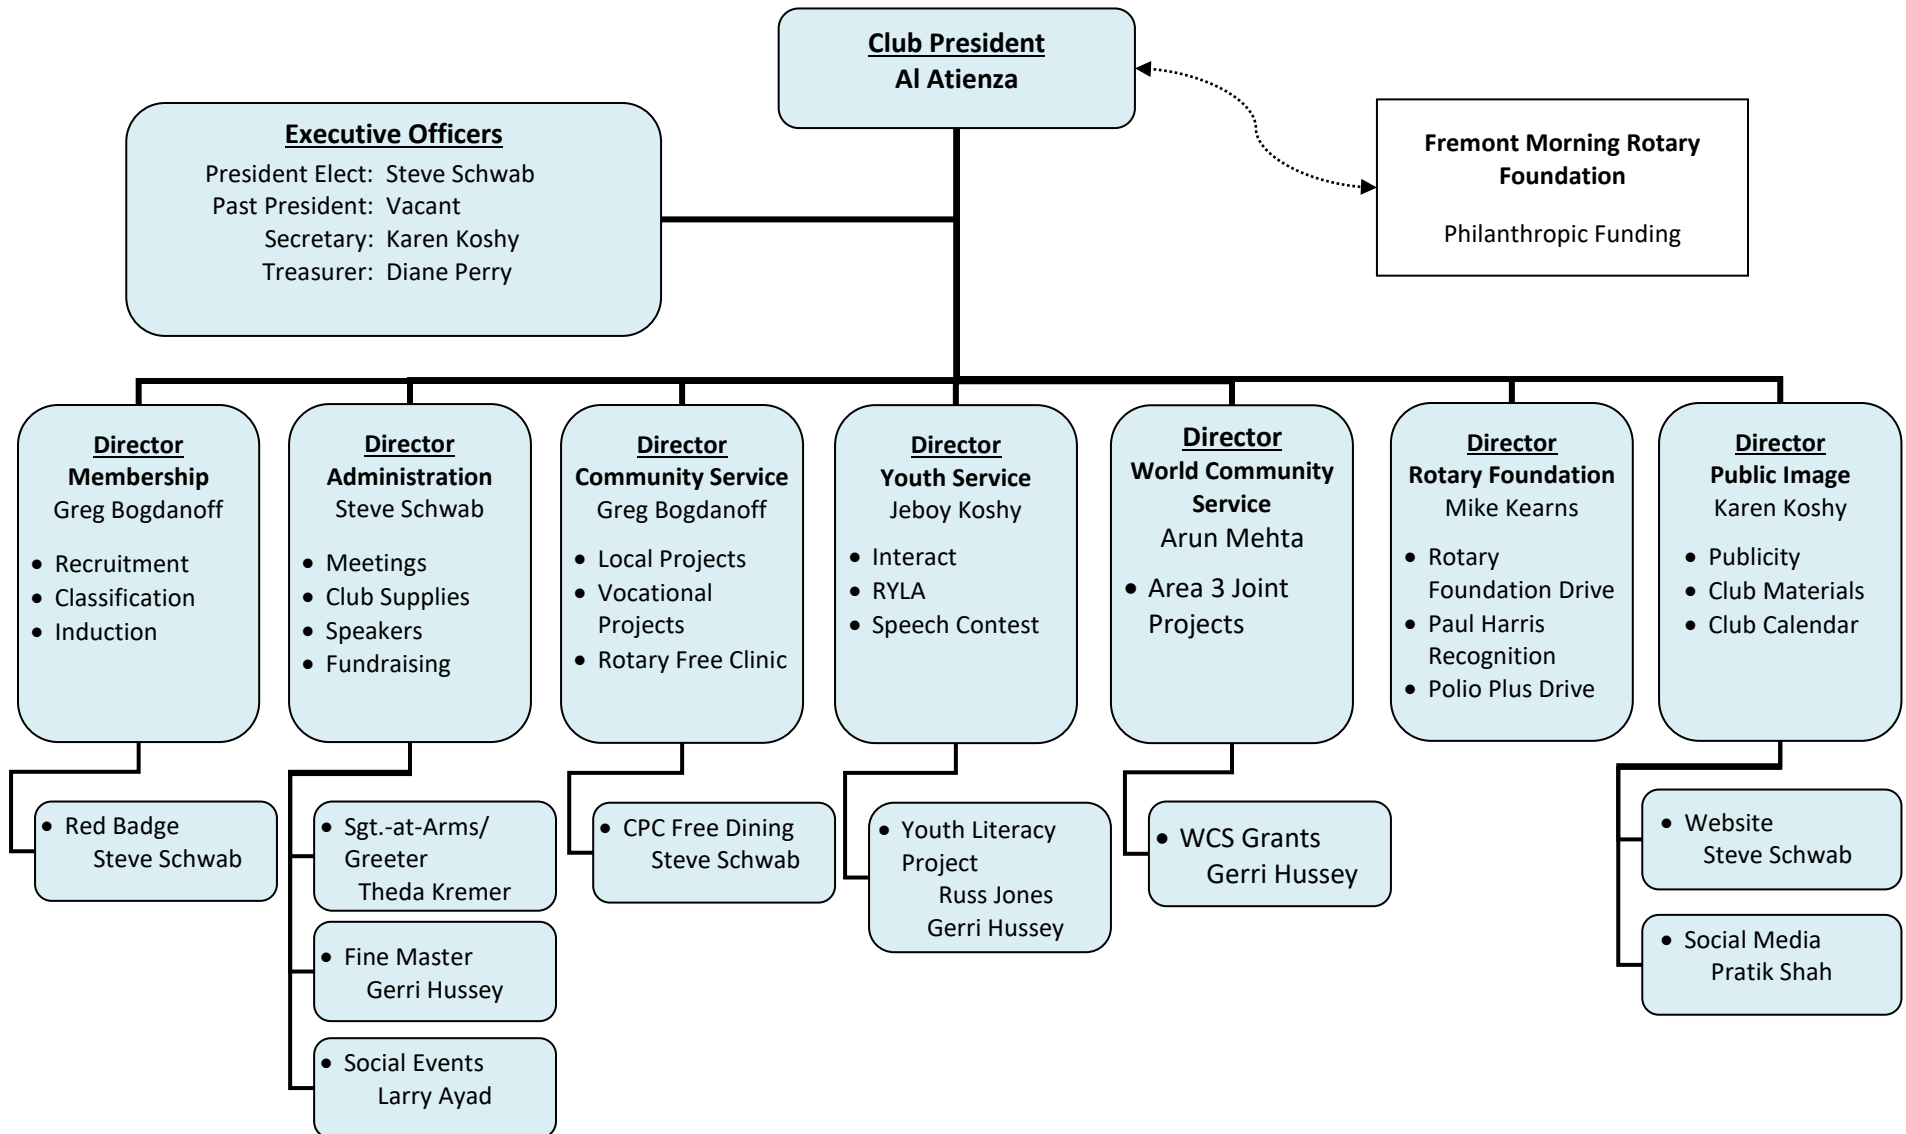 Club President
Al Atienza
Executive Officers
President Elect: Steve Schwab
Past President: Vacant
Secretary: Karen Koshy
Treasurer: Diane Perry
Fremont Morning Rotary
Foundation
Philanthropic Funding
Director
Membership
Greg Bogdanoff
• Recruitment
• Classification
• Induction
Director
Administration
Steve Schwab
• Meetings
• Club Supplies
• Speakers
• Fundraising
Director
Community Service
Greg Bogdanoff
• Local Projects
• Vocational
Projects
• Rotary Free Clinic
Director
Youth Service
Jeboy Koshy
• Interact
• RYLA
• Speech Contest
Director
World Community
Service
Arun Mehta
• Area 3 Joint
Projects
Director
Rotary Foundation
Mike Kearns
• Rotary
Foundation Drive
• Paul Harris
Recognition
• Polio Plus Drive
Director
Public Image
Karen Koshy
• Publicity
• Club Materials
• Club Calendar
• Red Badge
Steve Schwab
• Sgt.-at-Arms/
Greeter
Theda Kremer
• Fine Master
Gerri Hussey
• Social Events
Larry Ayad
• CPC Free Dining
Steve Schwab
• Youth Literacy
Project
Russ Jones
Gerri Hussey
• WCS Grants
Gerri Hussey
• Website
Steve Schwab
• Social Media
Pratik Shah